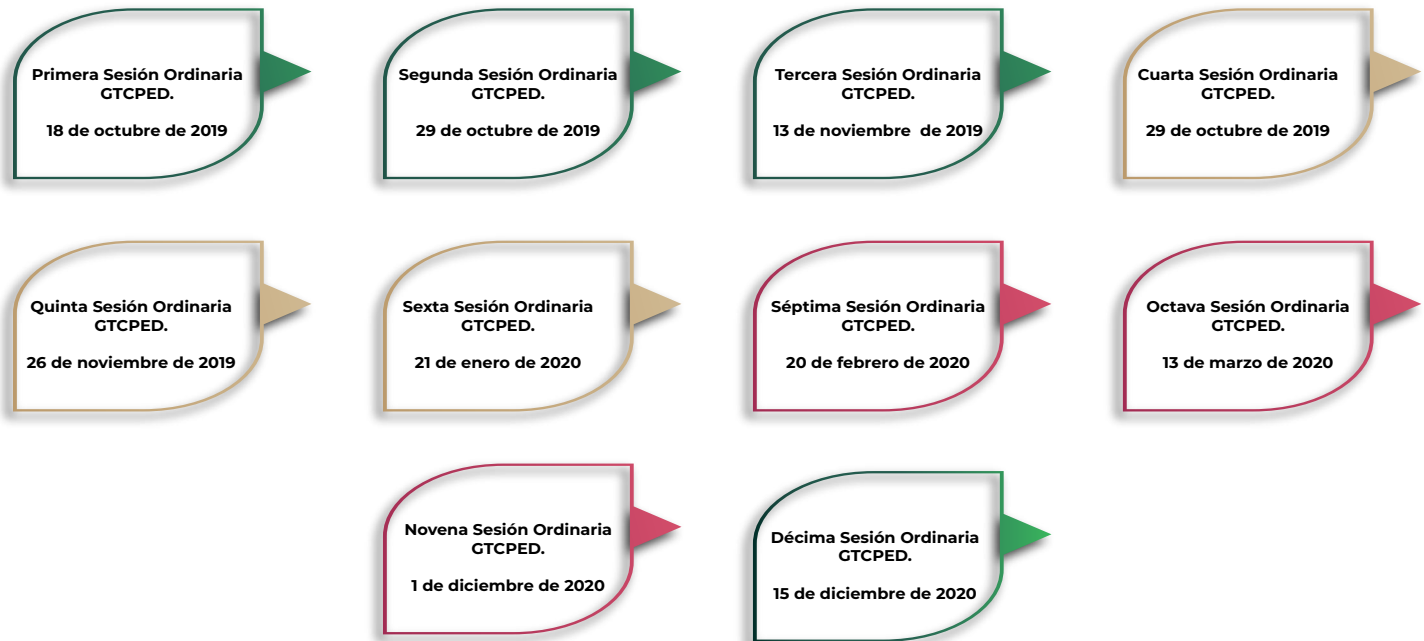 Primera Sesión Ordinaria
GTCPED.
18 de octubre de 2019
Segunda Sesión Ordinaria
GTCPED.
29 de octubre de 2019
Tercera Sesión Ordinaria
GTCPED.
13 de noviembre  de 2019
Cuarta Sesión Ordinaria
GTCPED.
29 de octubre de 2019
Quinta Sesión Ordinaria
GTCPED.
26 de noviembre de 2019
Sexta Sesión Ordinaria
GTCPED.
21 de enero de 2020
Séptima Sesión Ordinaria
GTCPED.
20 de febrero de 2020
Octava Sesión Ordinaria
GTCPED.
13 de marzo de 2020
Novena Sesión Ordinaria
GTCPED.
1 de diciembre de 2020
Décima Sesión Ordinaria
GTCPED.
15 de diciembre de 2020